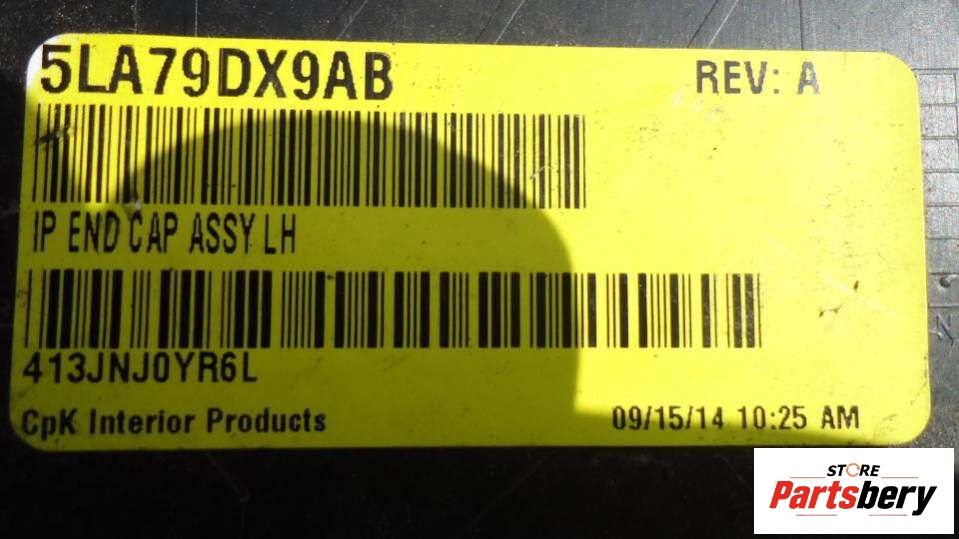 5LA79DX9AB REV: A
IP END CAP ASSY LH
413JNJ0YR6L
CpK Interior Products 09/15/14 10:25 AM
STORE
Partsbery